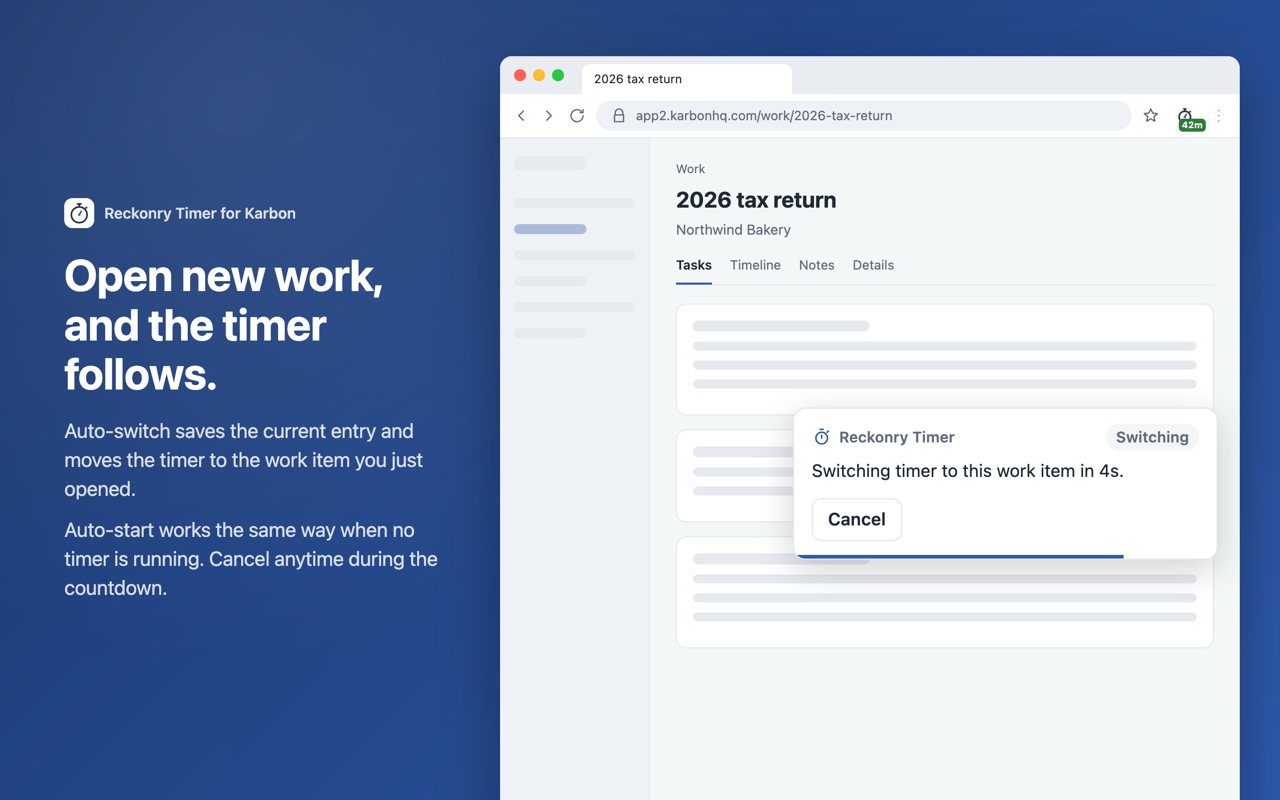 Reckonry Timer for Karbon
Open new work,
and the timer
follows.
Auto-switch saves the current entry and
moves the timer to the work item you just
opened.
Auto-start works the same way when no
timer is running. Cancel anytime during the
countdown.
2026 tax return
app2.karbonhq.com/work/2026-tax-return
42m
Work
2026 tax return
Northwind Bakery
Tasks Timeline Notes Details
Reckonry Timer Switching
Switching timer to this work item in 4s.
Cancel